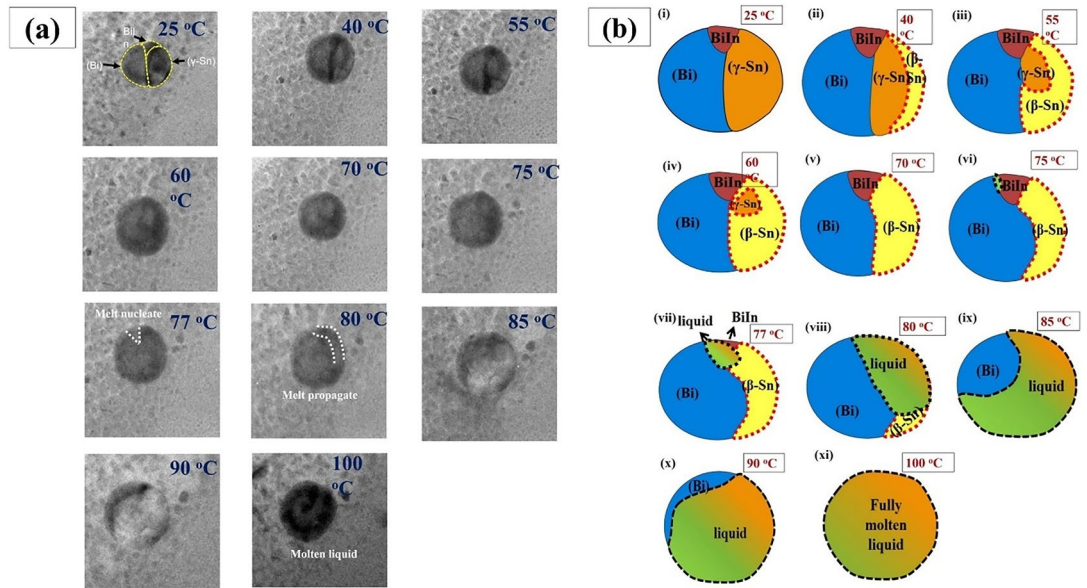 (a)
25 °C
BiIn
(Bi)
(γ-Sn)
40 °C
55 °C
60 °C
70 °C
75 °C
Melt nucleate
77 °C
80 °C
Melt propagate
85 °C
90 °C
100 °C
Molten liquid
(b)
(i)
25 °C
BiIn
(Bi)
(γ-Sn)
(ii)
40 °C
BiIn
(Bi)
(γ-Sn)
(β-Sn)
(iii)
55 °C
BiIn
(γ-Sn)
(Bi)
(β-Sn)
(iv)
60 °C
BiIn
(γ-Sn)
(Bi)
(β-Sn)
(v)
70 °C
BiIn
(Bi)
(β-Sn)
(vi)
75 °C
BiIn
(Bi)
(β-Sn)
(vii)
liquid
BiIn
77 °C
(Bi)
(β-Sn)
(viii)
80 °C
liquid
(Bi)
(β-Sn)
(ix)
85 °C
(Bi)
liquid
(x)
90 °C
(Bi)
liquid
(xi)
100 °C
Fully
molten
liquid